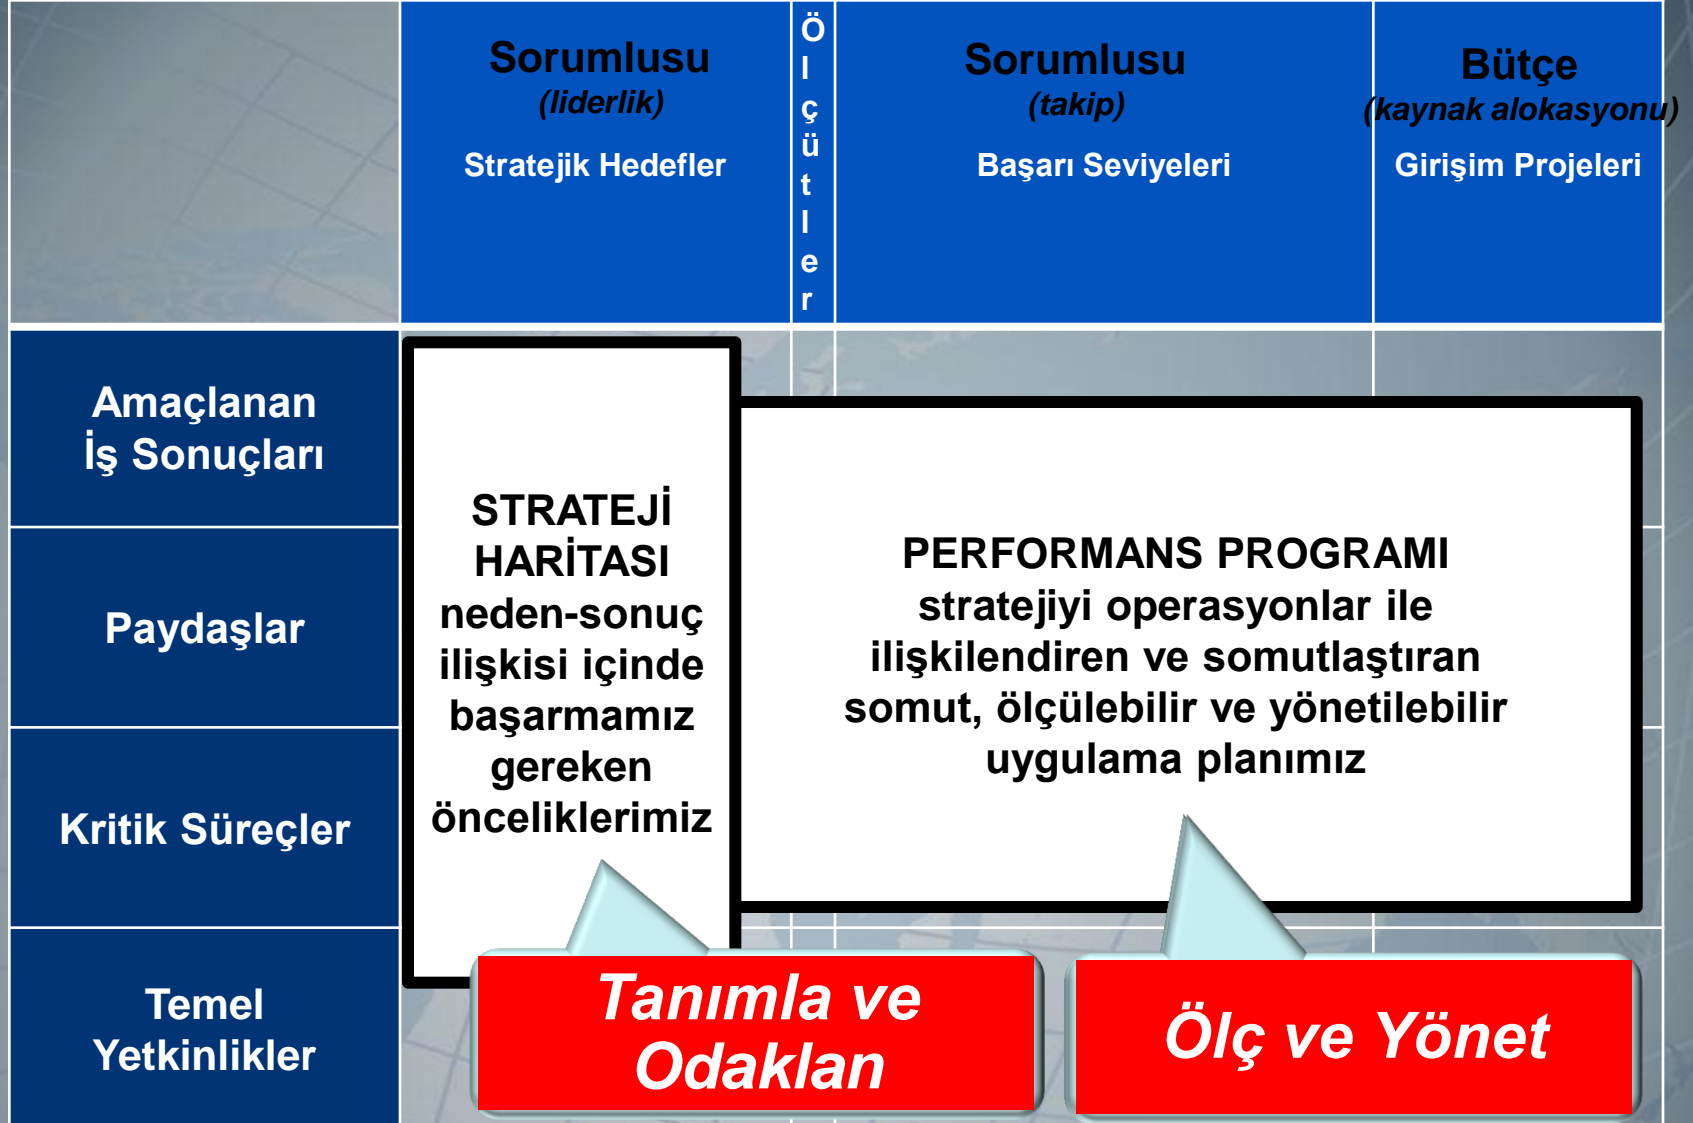 Sorumlusu
(liderlik)
Stratejik Hedefler
Ölçütler
Sorumlusu
(takip)
Başarı Seviyeleri
Bütçe
(kaynak alokasyonu)
Girişim Projeleri
Amaçlanan
İş Sonuçları
Paydaşlar
Kritik Süreçler
Temel
Yetkinlikler
STRATEJİ
HARİTASI
neden-sonuç
ilişkisi içinde
başarmamız
gereken
önceliklerimiz
PERFORMANS PROGRAMI
stratejiyi operasyonlar ile
ilişkilendiren ve somutlaştıran
somut, ölçülebilir ve yönetilebilir
uygulama planımız
Tanımla ve
Odaklan
Ölç ve Yönet